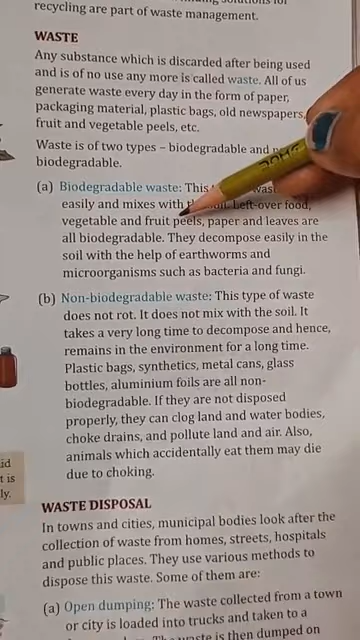 recycling are part of waste management.
WASTE
Any substance which is discarded after being used
and is of no use any more is called waste. All of us
generate waste every day in the form of paper,
packaging material, plastic bags, old newspapers,
fruit and vegetable peels, etc.
Waste is of two types – biodegradable and
biodegradable.
(a) Biodegradable waste: This
easily and mixes with Left-over food,
vegetable and fruit peels, paper and leaves are
all biodegradable. They decompose easily in the
soil with the help of earthworms and
microorganisms such as bacteria and fungi.
(b) Non-biodegradable waste: This type of waste
does not rot. It does not mix with the soil. It
takes a very long time to decompose and hence,
remains in the environment for a long time.
Plastic bags, synthetics, metal cans, glass
bottles, aluminium foils are all non-
biodegradable. If they are not disposed
properly, they can clog land and water bodies,
choke drains, and pollute land and air. Also,
animals which accidentally eat them may die
due to choking.
id
t is
ly.
WASTE DISPOSAL
In towns and cities, municipal bodies look after the
collection of waste from homes, streets, hospitals
and public places. They use various methods to
dispose this waste. Some of them are:
(a) Open dumping: The waste collected from a town
or city is loaded into trucks and taken to a
The waste is then dumped on